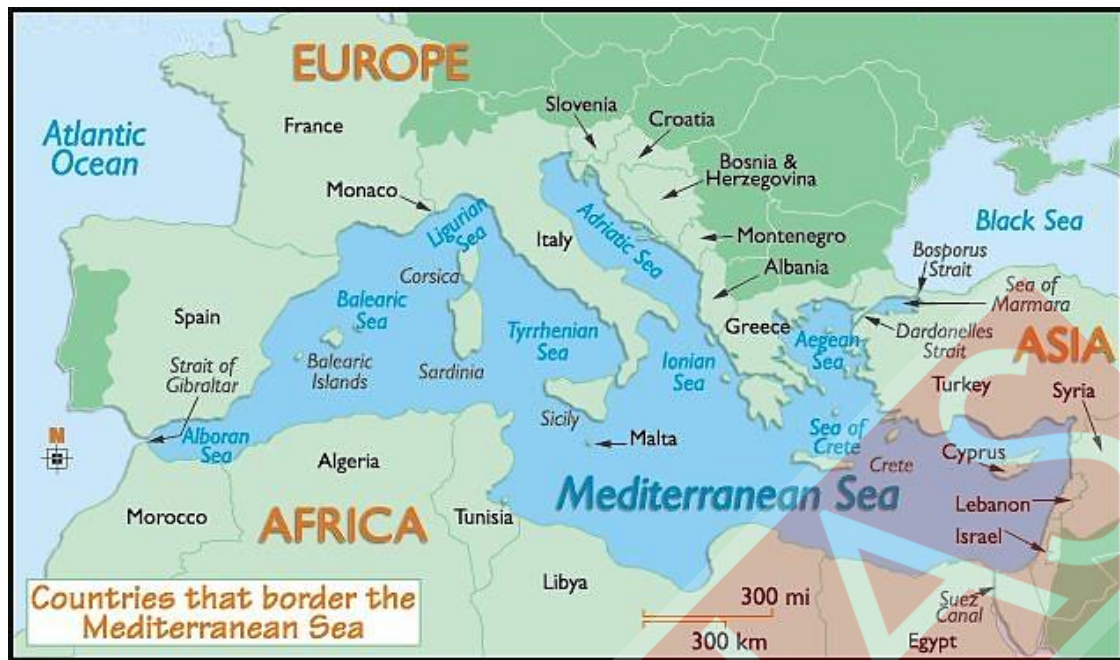 EUROPE
Atlantic
Ocean
France
Slovenia
Croatia
Bosnia &
Herzegovina
Monaco
Ligurian
Sea
Adriatic Sea
Italy
Montenegro
Albania
Black Sea
Bosporus
Strait
Sea of
Marmara
Corsica
Balearic
Sea
Spain
Tyrrhenian
Sea
Greece
Aegean
Sea
Dardanelles
Strait
ASIA
Strait of
Gibraltar
Balearic
Islands
Sardinia
Ionian
Sea
Turkey
Syria
Sicily
N
Alboran
Sea
Malta
Sea of
Crete
Crete
Cyprus
Algeria
Mediterranean Sea
Lebanon
Morocco
AFRICA
Tunisia
Israel
Libya
300 mi
300 km
Suez
Canal
Egypt
Countries that border the
Mediterranean Sea